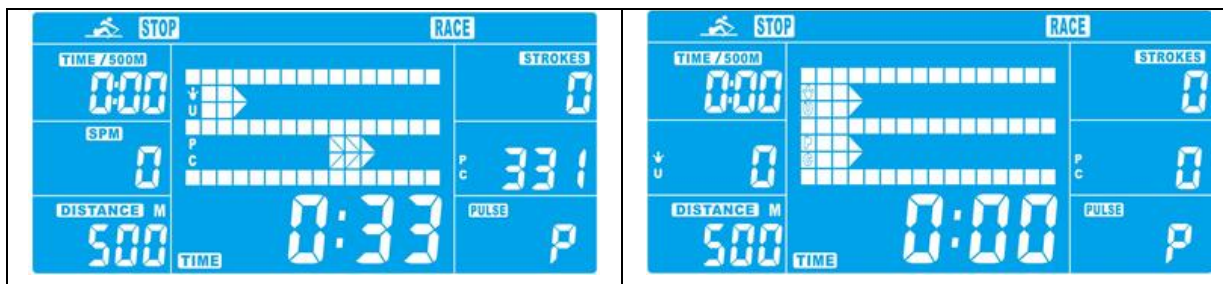 STOP RACE
TIME / 500M STROKES
0:00 0
U
SPM P
0 C P C 331
DISTANCE M PULSE
500 TIME 0:33 P
STOP RACE
TIME / 500M STROKES
0:00 0
U 0 P C 0
DISTANCE M PULSE
500 TIME 0:00 P